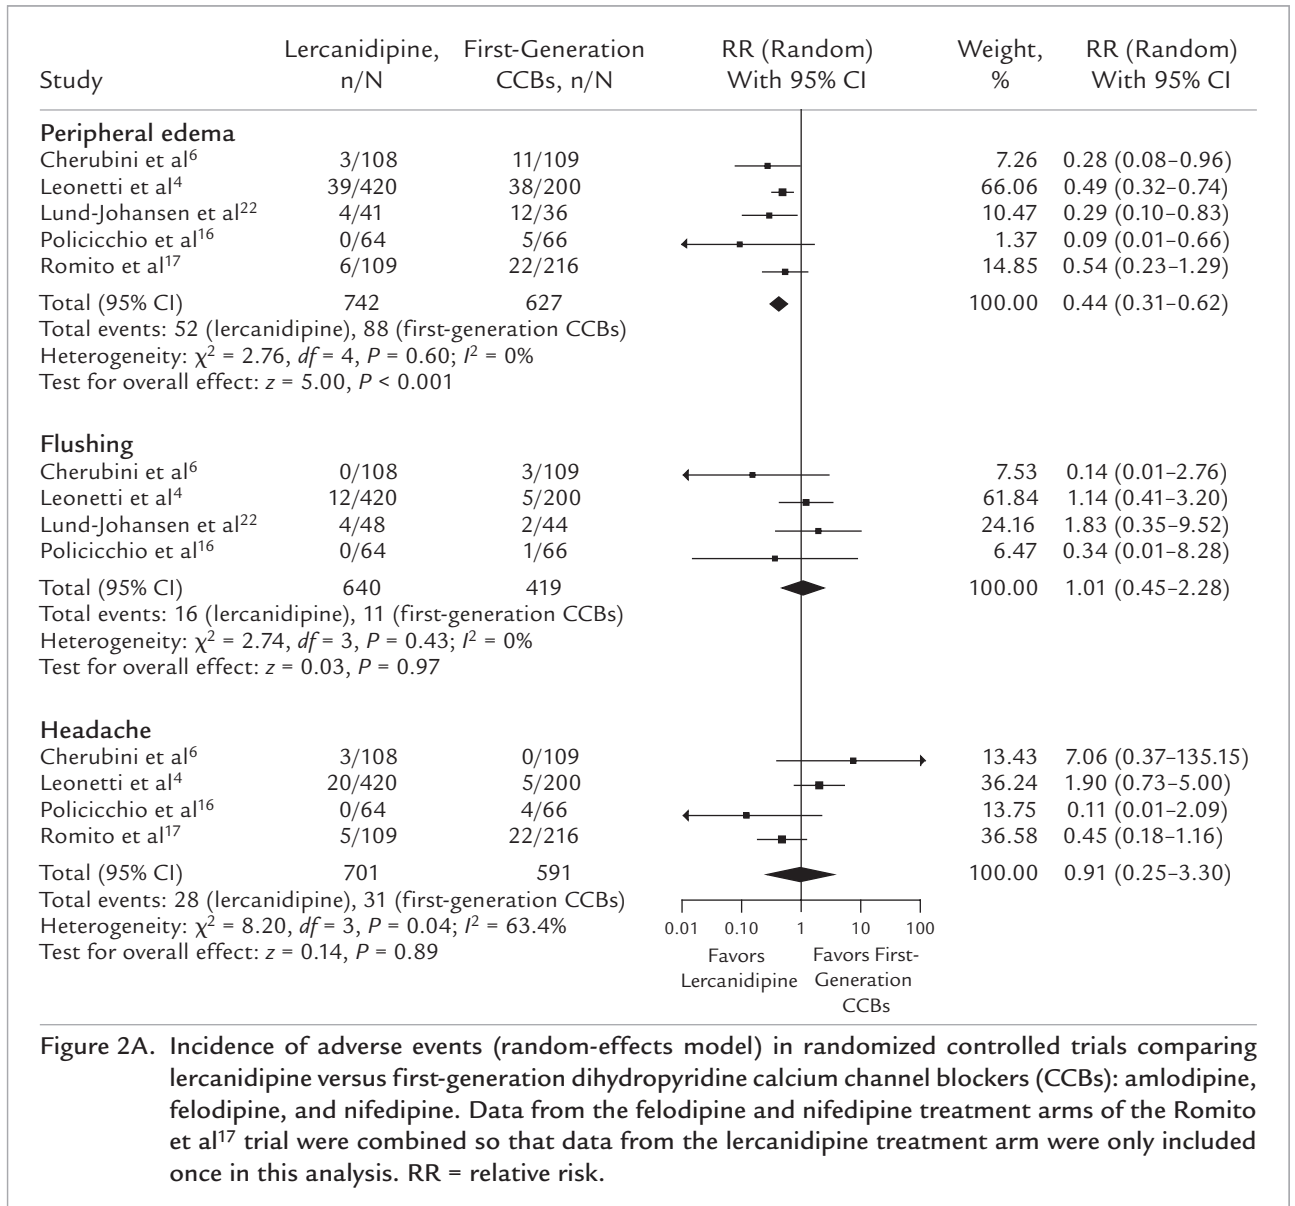 Lercanidipine, First-Generation RR (Random) Weight, RR (Random)
Study n/N CCBs, n/N With 95% CI % With 95% CI
Peripheral edema
Cherubini et al6 3/108 11/109 7.26 0.28 (0.08–0.96)
Leonetti et al4 39/420 38/200 66.06 0.49 (0.32–0.74)
Lund-Johansen et al22 4/41 12/36 10.47 0.29 (0.10–0.83)
Policicchio et al16 0/64 5/66 1.37 0.09 (0.01–0.66)
Romito et al17 6/109 22/216 14.85 0.54 (0.23–1.29)
Total (95% CI) 742 627 100.00 0.44 (0.31–0.62)
Total events: 52 (lercanidipine), 88 (first-generation CCBs)
Heterogeneity: χ2 = 2.76, df = 4, P = 0.60; I2 = 0%
Test for overall effect: z = 5.00, P < 0.001
Flushing
Cherubini et al6 0/108 3/109 7.53 0.14 (0.01–2.76)
Leonetti et al4 12/420 5/200 61.84 1.14 (0.41–3.20)
Lund-Johansen et al22 4/48 2/44 24.16 1.83 (0.35–9.52)
Policicchio et al16 0/64 1/66 6.47 0.34 (0.01–8.28)
Total (95% CI) 640 419 100.00 1.01 (0.45–2.28)
Total events: 16 (lercanidipine), 11 (first-generation CCBs)
Heterogeneity: χ2 = 2.74, df = 3, P = 0.43; I2 = 0%
Test for overall effect: z = 0.03, P = 0.97
Headache
Cherubini et al6 3/108 0/109 13.43 7.06 (0.37–135.15)
Leonetti et al4 20/420 5/200 36.24 1.90 (0.73–5.00)
Policicchio et al16 0/64 4/66 13.75 0.11 (0.01–2.09)
Romito et al17 5/109 22/216 36.58 0.45 (0.18–1.16)
Total (95% CI) 701 591 100.00 0.91 (0.25–3.30)
Total events: 28 (lercanidipine), 31 (first-generation CCBs)
Heterogeneity: χ2 = 8.20, df = 3, P = 0.04; I2 = 63.4%
Test for overall effect: z = 0.14, P = 0.89
0.01 0.10 1 10 100
Favors Favors First-
Lercanidipine Generation
CCBs
Figure 2A. Incidence of adverse events (random-effects model) in randomized controlled trials comparing
lercanidipine versus first-generation dihydropyridine calcium channel blockers (CCBs): amlodipine,
felodipine, and nifedipine. Data from the felodipine and nifedipine treatment arms of the Romito
et al17 trial were combined so that data from the lercanidipine treatment arm were only included
once in this analysis. RR = relative risk.